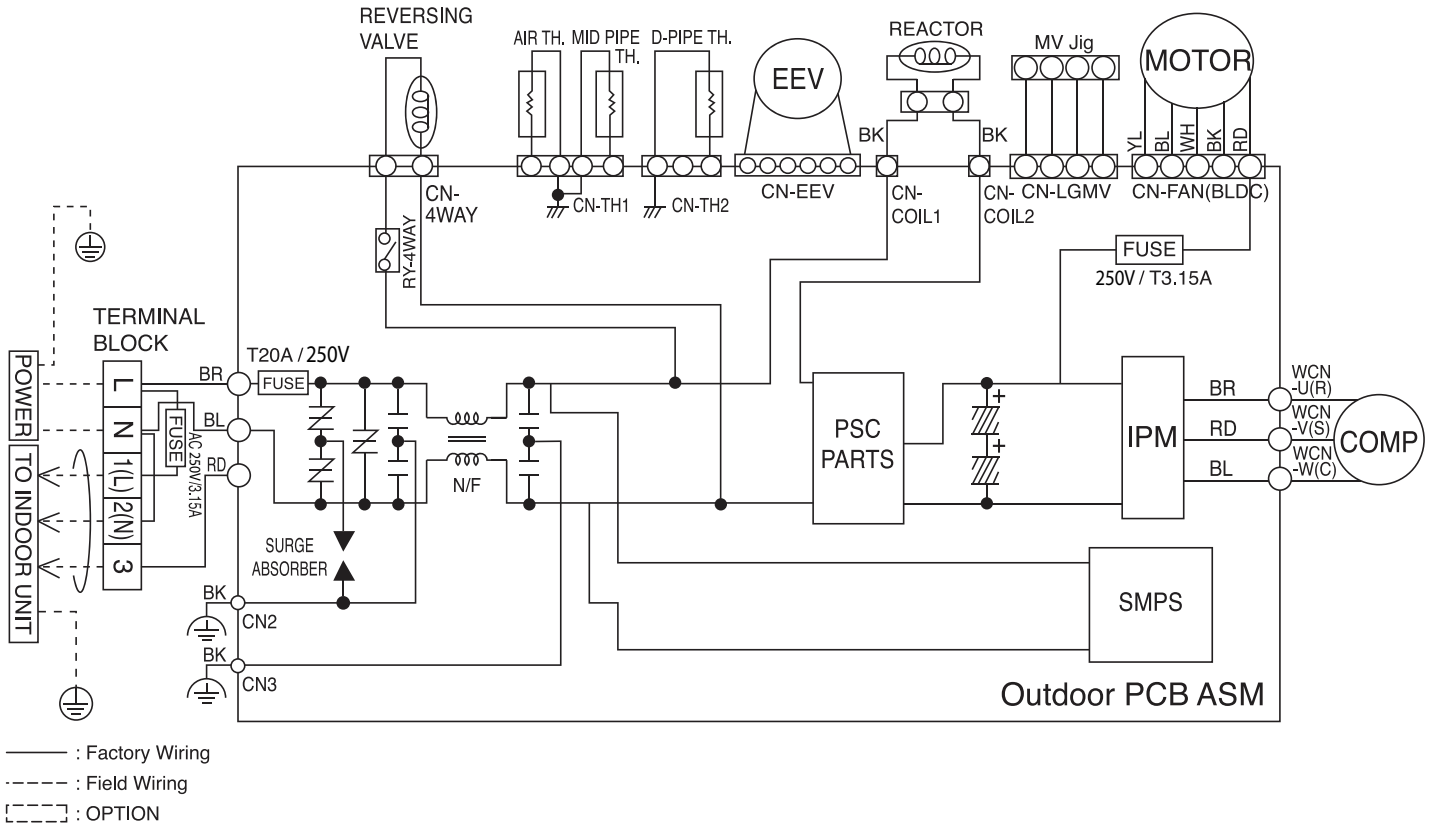 REVERSING
VALVE
AIR TH.
MID PIPE
TH.
D-PIPE TH.
EEV
REACTOR
MV Jig
MOTOR
BK
BK
YL
BL
WH
BK
RD
CN-
4WAY
CN-TH1
CN-TH2
CN-EEV
CN-
COIL1
CN-
COIL2
CN-LGMV
CN-FAN(BLDC)
RY-4WAY
FUSE
250V / T3.15A
TERMINAL
BLOCK
POWER
TO INDOOR UNIT
L
N
1(L)
2(N)
3
FUSE
AC 250V/3.15A
BR
BL
RD
T20A / 250V
FUSE
N/F
SURGE
ABSORBER
BK
CN2
BK
CN3
PSC
PARTS
+
+
IPM
BR
RD
BL
WCN
-U(R)
WCN
-V(S)
WCN
-W(C)
COMP
SMPS
Outdoor PCB ASM
: Factory Wiring
: Field Wiring
: OPTION